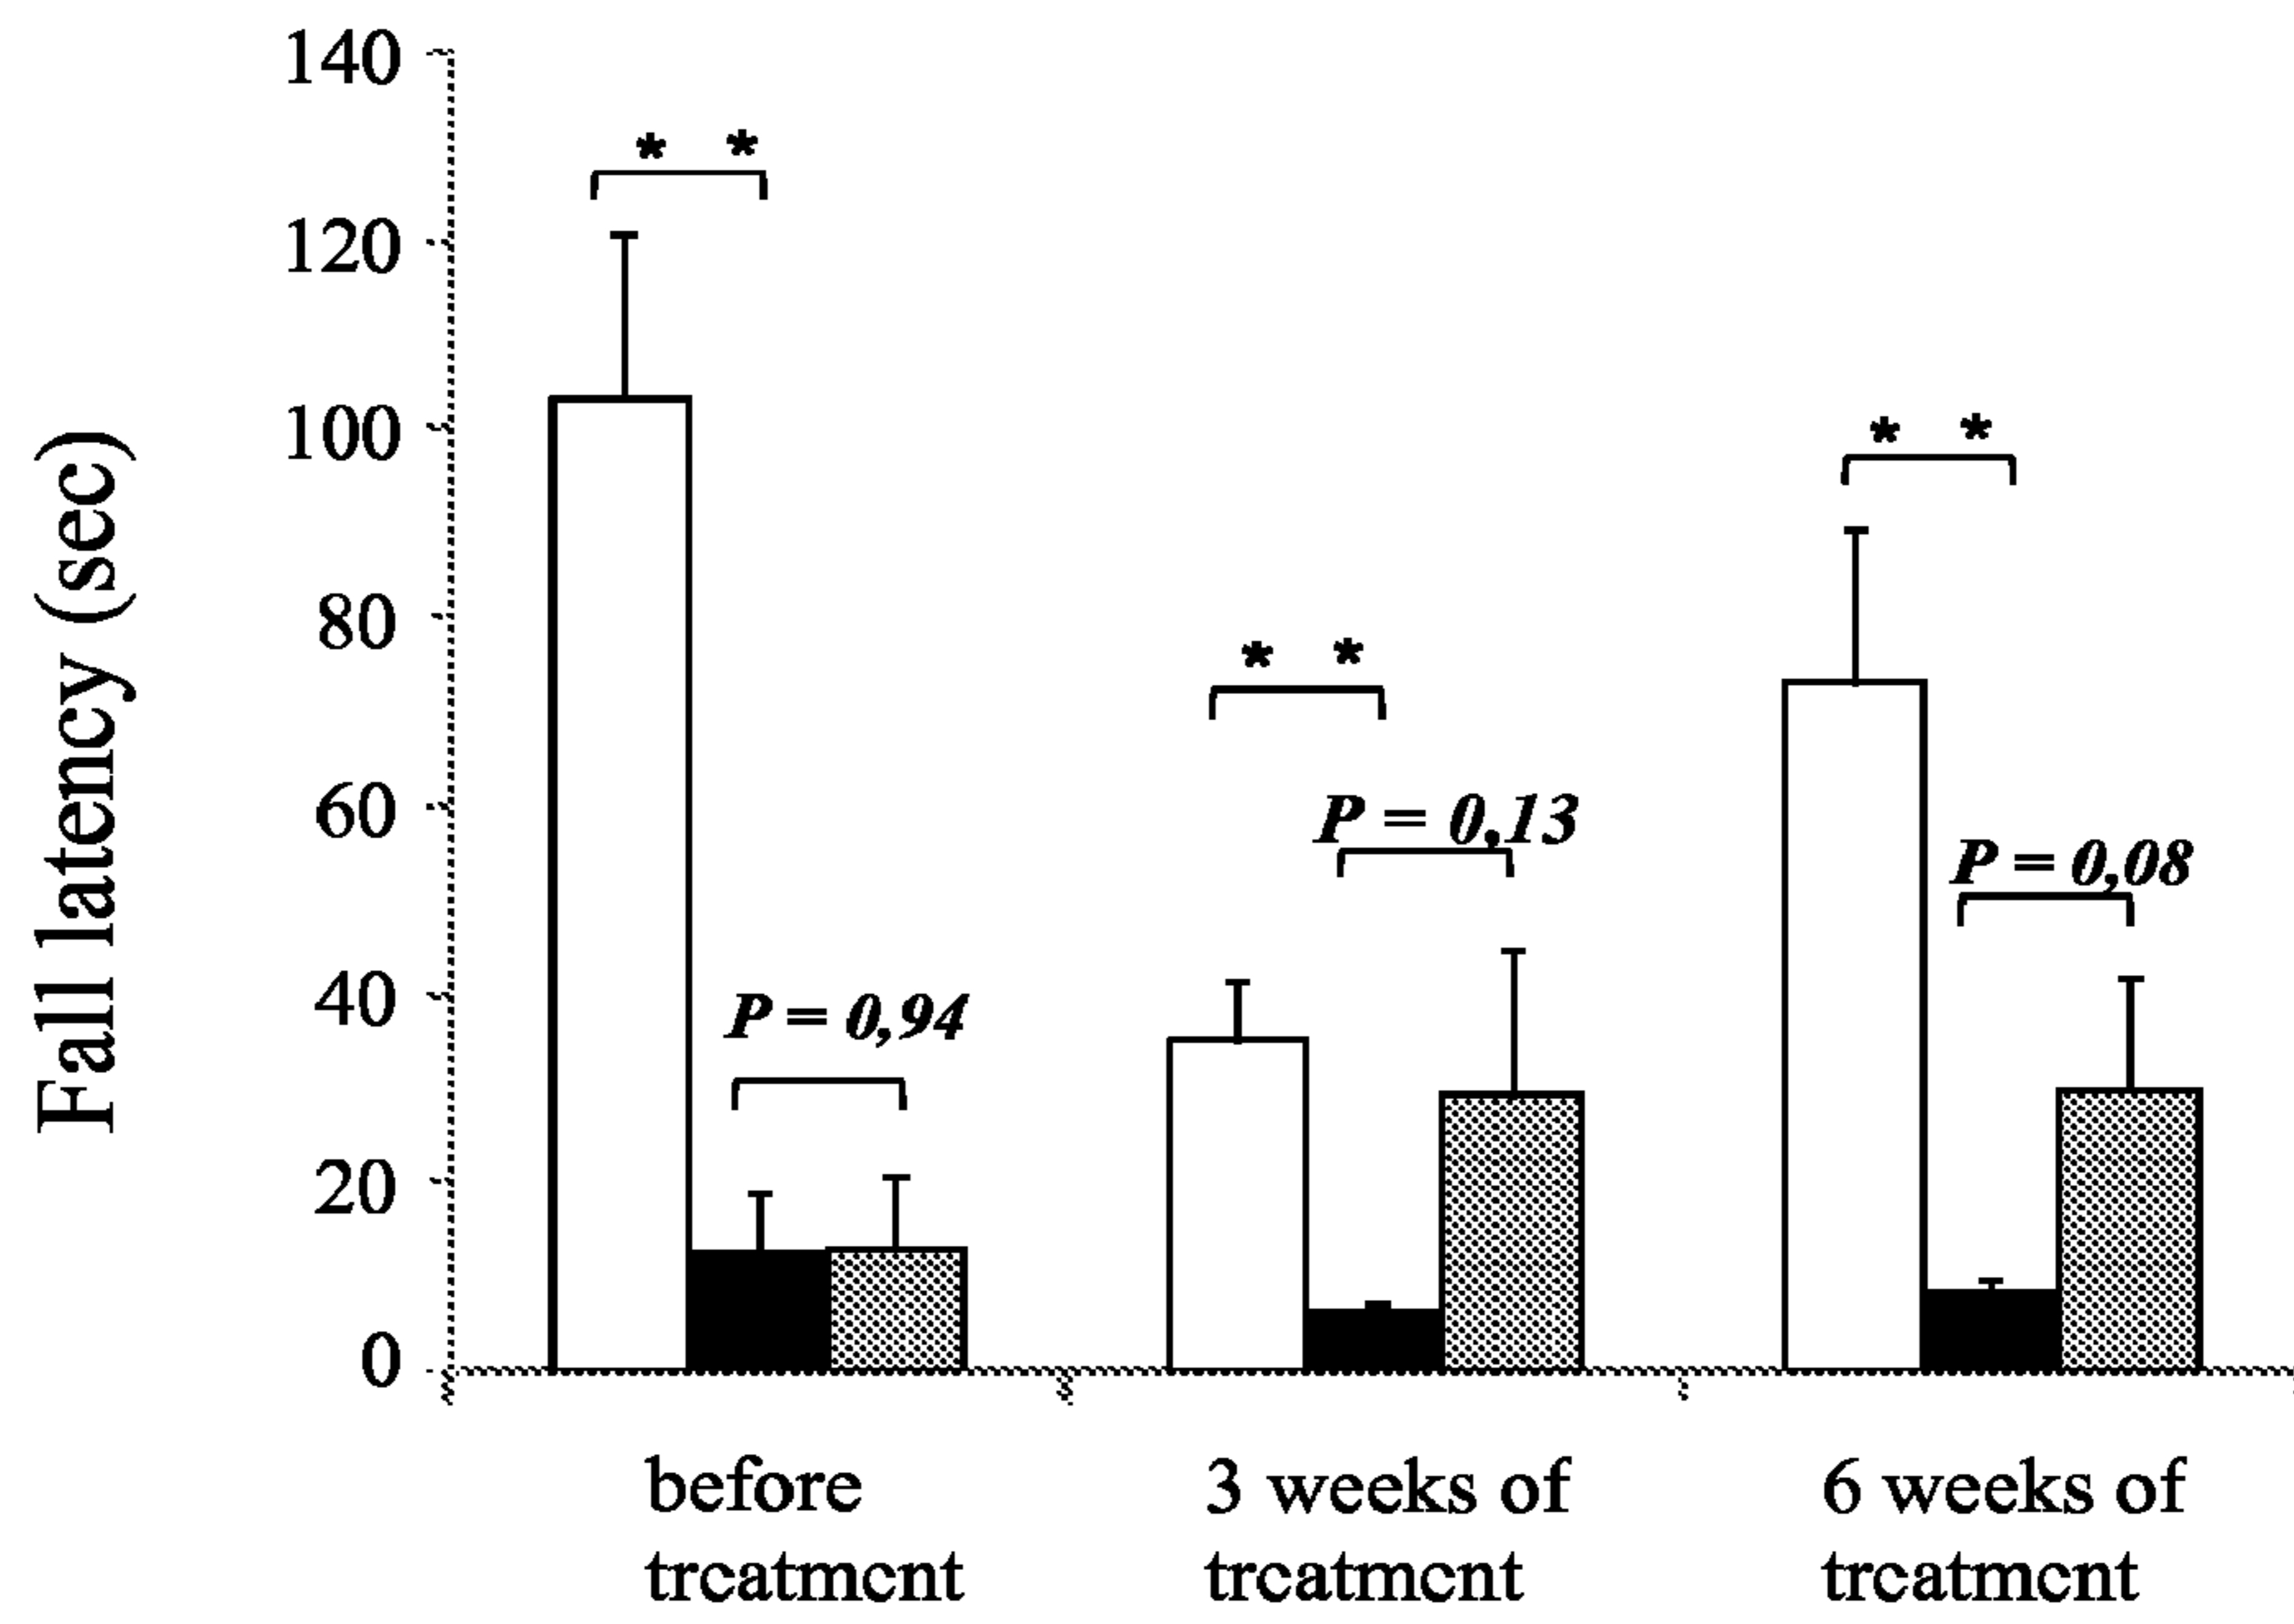 Fall latency (sec)
140
120
100
80
60
40
20
0
* *
P = 0,94
* *
P = 0,13
* *
P = 0,08
before
treatment
3 weeks of
treatment
6 weeks of
treatment